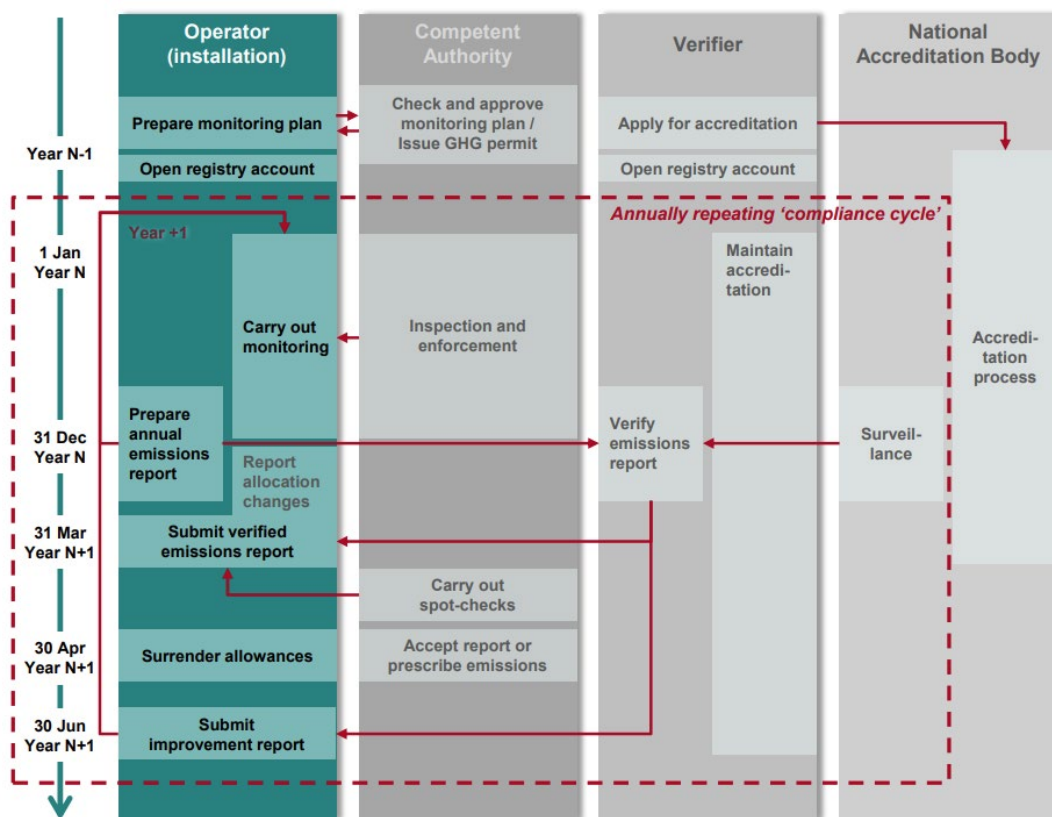 Operator
(installation)
Competent
Authority
Verifier
National
Accreditation Body
Year N-1
Prepare monitoring plan
Check and approve
monitoring plan /
Issue GHG permit
Apply for accreditation
Open registry account
Open registry account
Annually repeating ‘compliance cycle’
Year +1
1 Jan
Year N
Carry out
monitoring
Inspection and
enforcement
Maintain
accredi-
tation
Accredi-
tation
process
31 Dec
Year N
Prepare
annual
emissions
report
Report
allocation
changes
Verify
emissions
report
Surveil-
lance
31 Mar
Year N+1
Submit verified
emissions report
Carry out
spot-checks
30 Apr
Year N+1
Surrender allowances
Accept report or
prescribe emissions
30 Jun
Year N+1
Submit
improvement report